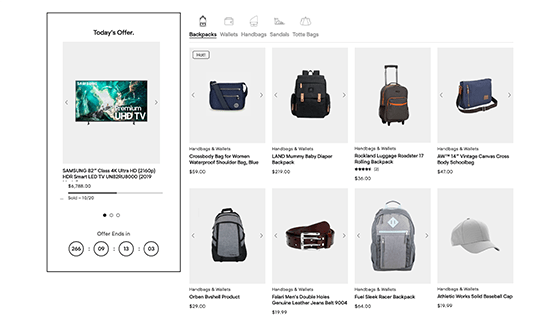 Today's Offer.
SAMSUNG
Premium
UHD TV
SAMSUNG 82" Class 4K Ultra HD (2160p)
HDR Smart LED TV UN82RU8000 (2019
$6,788.00
Sold - 10/20
Offer Ends in
266 : 09 : 13 : 03
Backpacks Wallets Handbags Sandals Totte Bags
Hot!
Handbags & Wallets
Crossbody Bag for Women
Waterproof Shoulder Bag, Blue
$59.00
Handbags & Wallets
LAND Mummy Baby Diaper
Backpack
$219.00
Rockland Luggage Roadster 17
Rolling Backpack
(3)
$36.00
Handbags & Wallets
AW™ 14" Vintage Canvas Cross
Body Schoolbag
$47.00
Handbags & Wallets
Orben Bvshell Product
$29.00
Handbags & Wallets
Falari Men's Double Holes
Genuine Leather Jeans Belt 9004
$19.99
Handbags & Wallets
Fuel Sleek Racer Backpack
$64.00
Handbags & Wallets
Athletic Works Solid Baseball Cap
$19.99